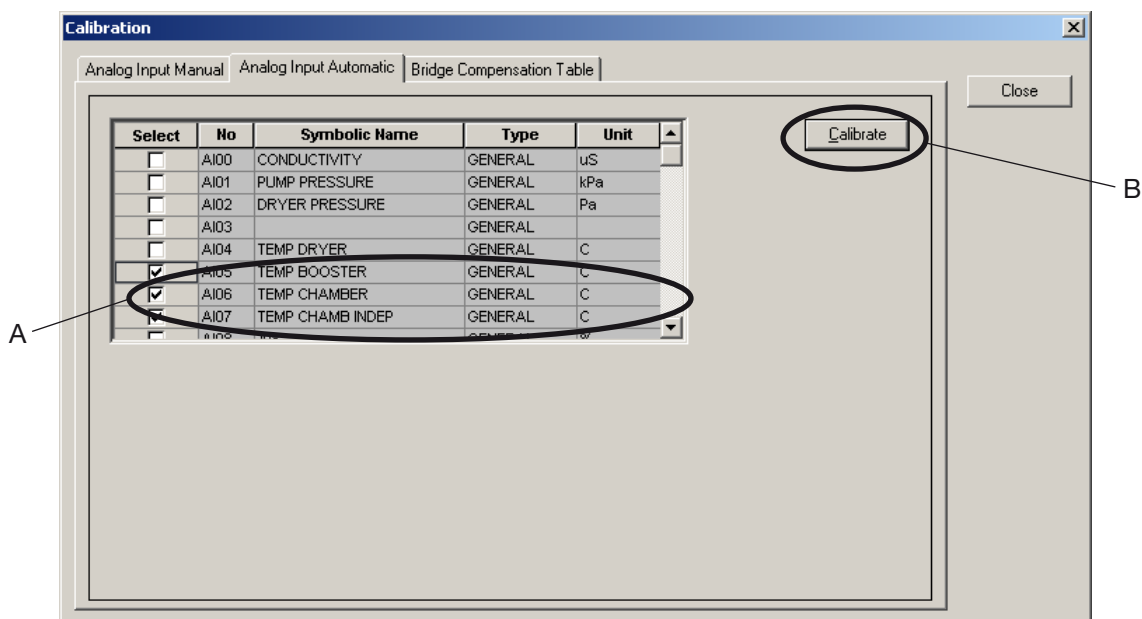 Calibration
Analog Input Manual Analog Input Automatic Bridge Compensation Table
Close
Select No Symbolic Name Type Unit
Calibrate
AI00 CONDUCTIVITY GENERAL uS
AI01 PUMP PRESSURE GENERAL kPa
AI02 DRYER PRESSURE GENERAL Pa
AI03 GENERAL
AI04 TEMP DRYER GENERAL C
AI05 TEMP BOOSTER GENERAL C
AI06 TEMP CHAMBER GENERAL C
AI07 TEMP CHAMB INDEP GENERAL C
A
B